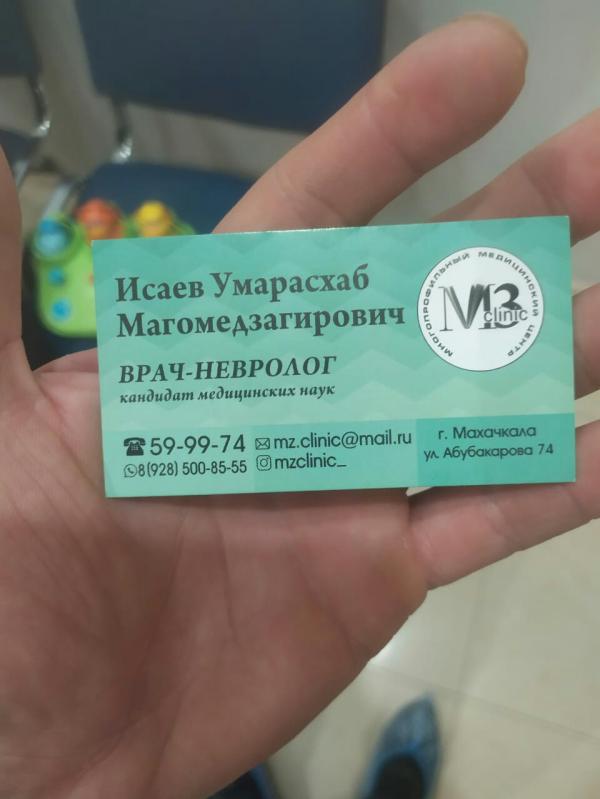 Исаев Умарасхаб
Магомедзагирович
ВРАЧ-НЕВРОЛОГ
кандидат медицинских наук
59-99-74
8(928) 500-85-55
mz.clinic@mail.ru
mzclinic_
г. Махачкала
ул. Абубакарова 74
МНОГОПРОФИЛЬНЫЙ МЕДИЦИНСКИЙ ЦЕНТР
МЗ
clinic